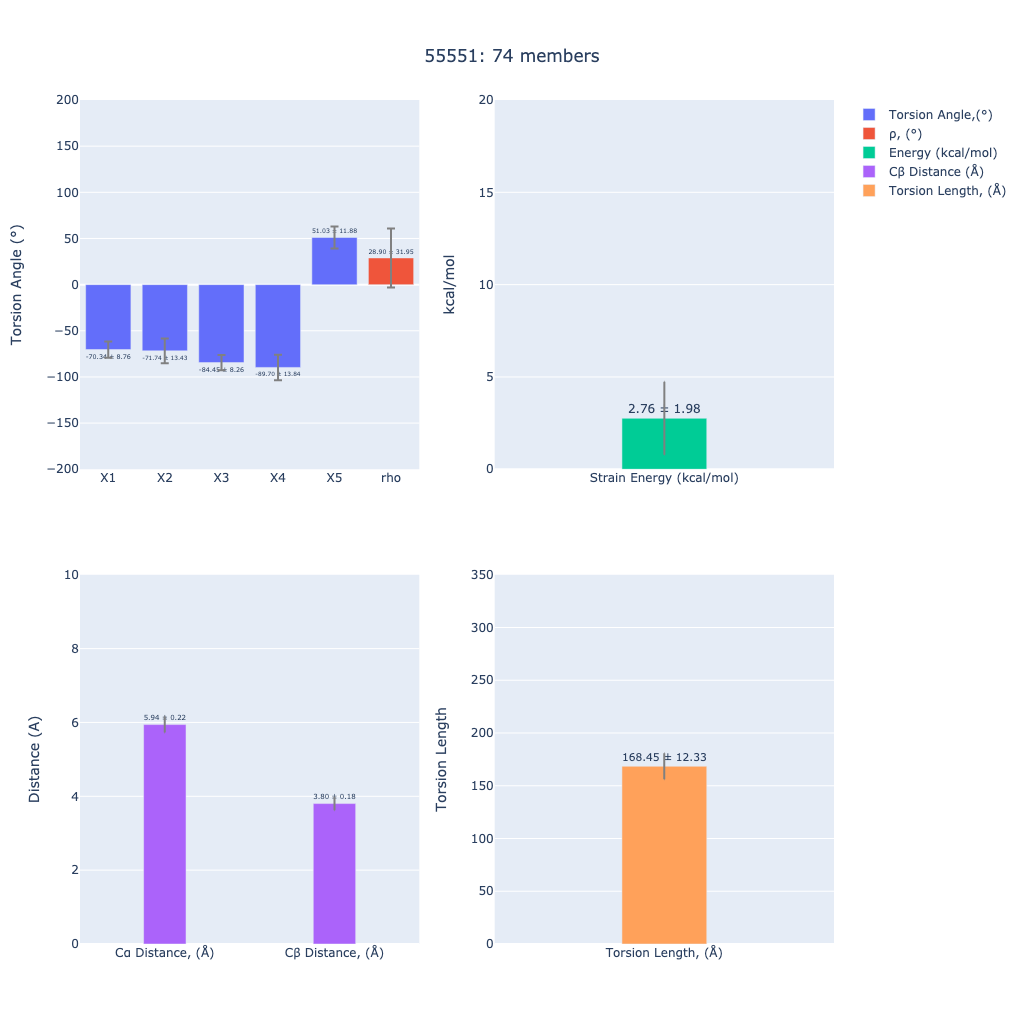 55551: 74 members
Torsion Angle (°)
200
150
100
50
0
−50
−100
−150
−200
-70.34 ± 8.76
-71.74 ± 13.43
-84.45 ± 8.26
-89.70 ± 13.84
51.03 ± 11.88
28.90 ± 31.95
X1 X2 X3 X4 X5 rho
kcal/mol
20
15
10
5
0
2.76 ± 1.98
Strain Energy (kcal/mol)
Torsion Angle,(°)
ρ, (°)
Energy (kcal/mol)
Cβ Distance (Å)
Torsion Length, (Å)
Distance (A)
10
8
6
4
2
0
5.94 ± 0.22
3.80 ± 0.18
Cα Distance, (Å) Cβ Distance, (Å)
Torsion Length
350
300
250
200
150
100
50
0
168.45 ± 12.33
Torsion Length, (Å)